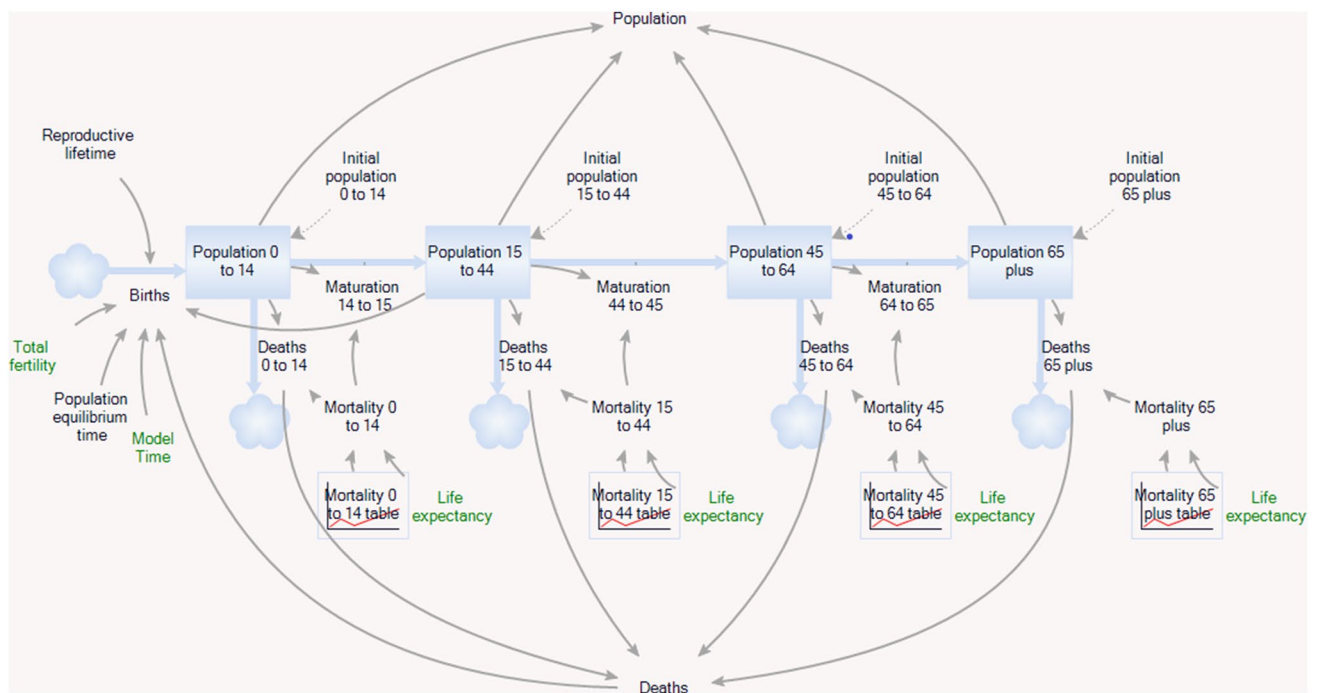 Population
Reproductive
lifetime
Initial
population
0 to 14
Initial
population
15 to 44
Initial
population
45 to 64
Initial
population
65 plus
Population 0
to 14
Population 15
to 44
Population 45
to 64
Population 65
plus
Births
Maturation
14 to 15
Maturation
44 to 45
Maturation
64 to 65
Total
fertility
Deaths
0 to 14
Deaths
15 to 44
Deaths
45 to 64
Deaths
65 plus
Population
equilibrium
time
Model
Time
Mortality 0
to 14
Mortality 15
to 44
Mortality 45
to 64
Mortality 65
plus
Mortality 0
to 14 table
Life
expectancy
Mortality 15
to 44 table
Life
expectancy
Mortality 45
to 64 table
Life
expectancy
Mortality 65
plus table
Life
expectancy
Deaths